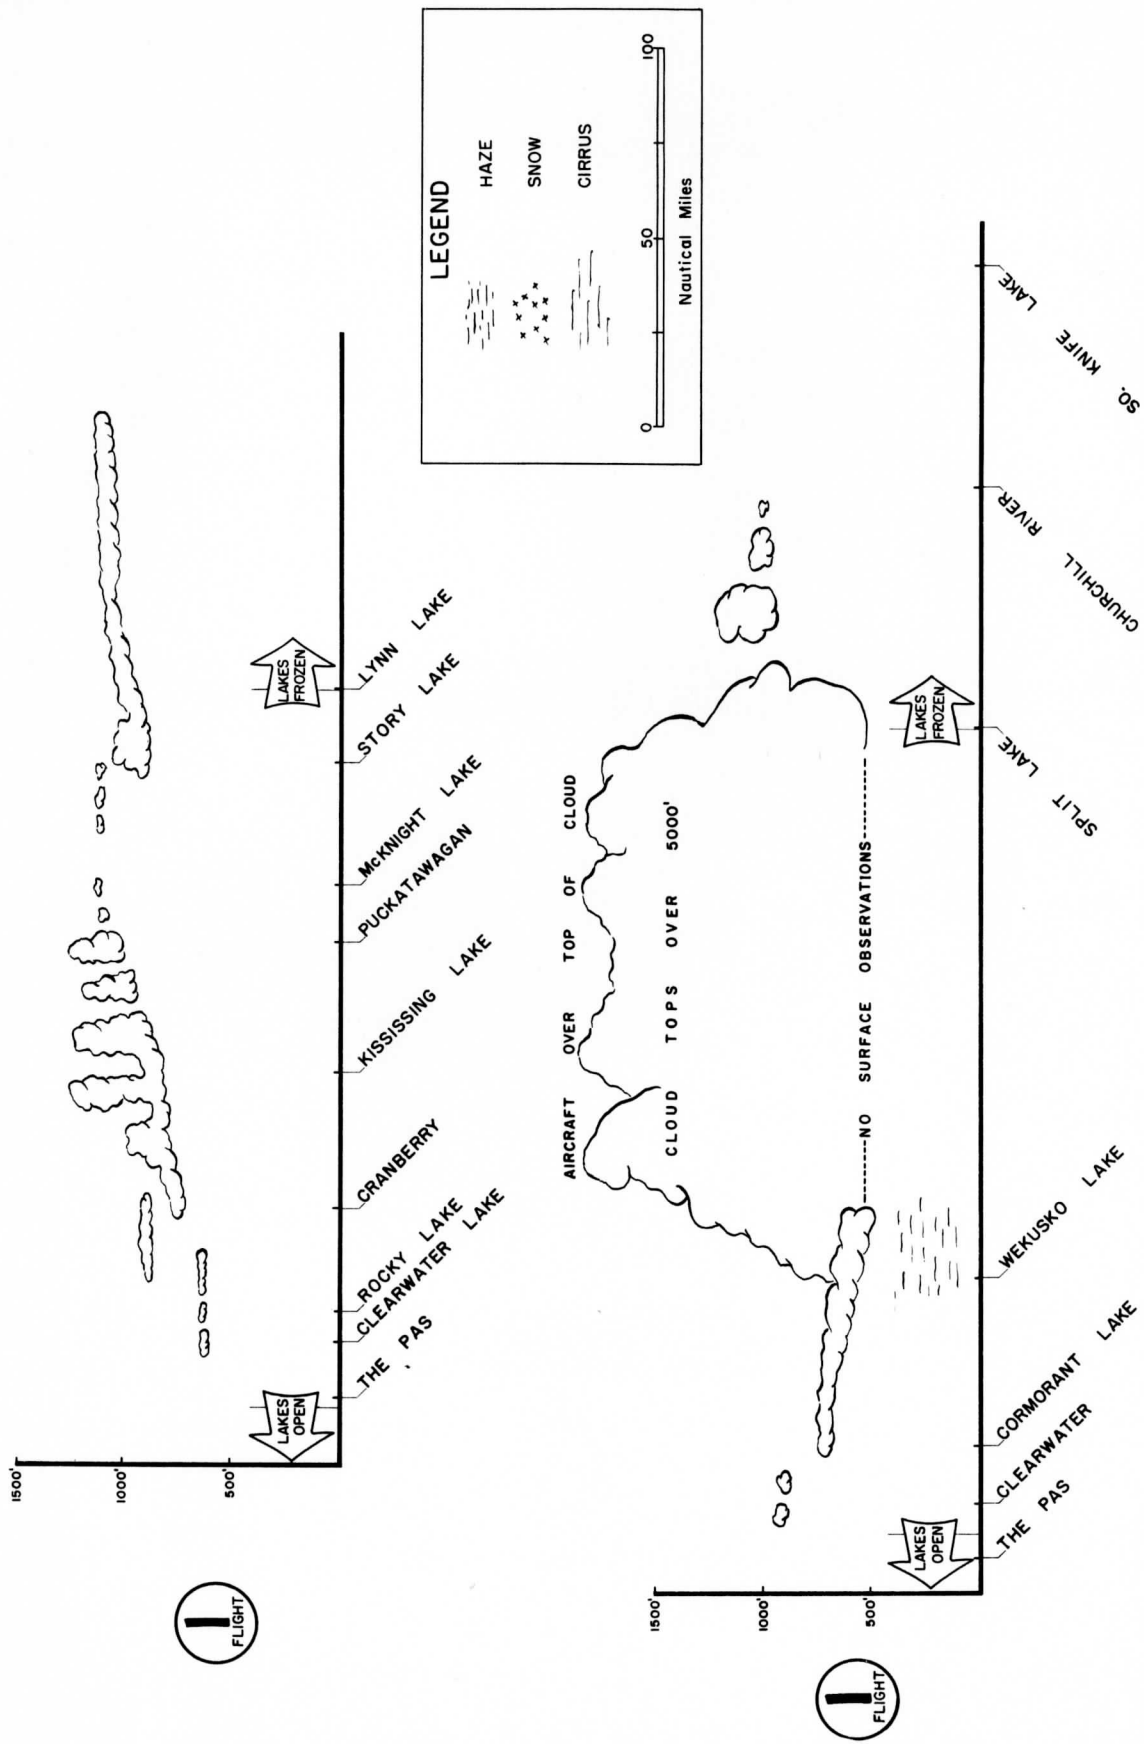 1500'
1000'
500'
LAKES
OPEN
LAKES
FROZEN
THE PAS
CLEARWATER LAKE
ROCKY LAKE
CRANBERRY
KISSISSING LAKE
PUCKATAWAGAN
McKNIGHT LAKE
STORY LAKE
LYNN LAKE
I
FLIGHT
LEGEND
HAZE
SNOW
CIRRUS
0 50 100
Nautical Miles
AIRCRAFT OVER TOP OF CLOUD
CLOUD TOPS OVER 5000'
NO SURFACE OBSERVATIONS
1500'
1000'
500'
LAKES
OPEN
LAKES
FROZEN
THE PAS
CLEARWATER
CORMORANT LAKE
WEKUSKO LAKE
SPLIT LAKE
CHURCHILL RIVER
SO. KNIFE LAKE
I
FLIGHT